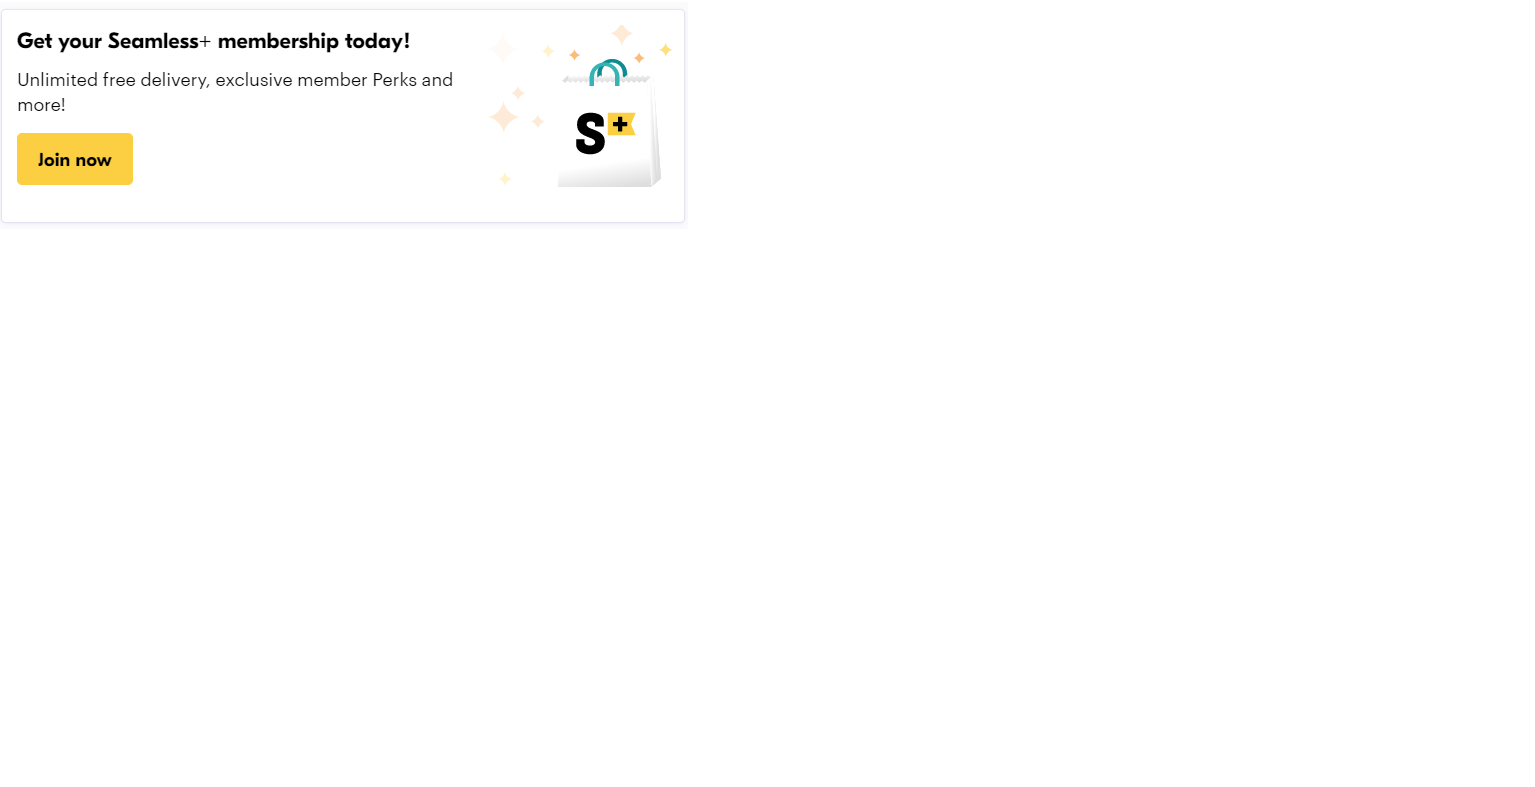 Get your Seamless+ membership today!
Unlimited free delivery, exclusive member Perks and
more!
Join now
S+